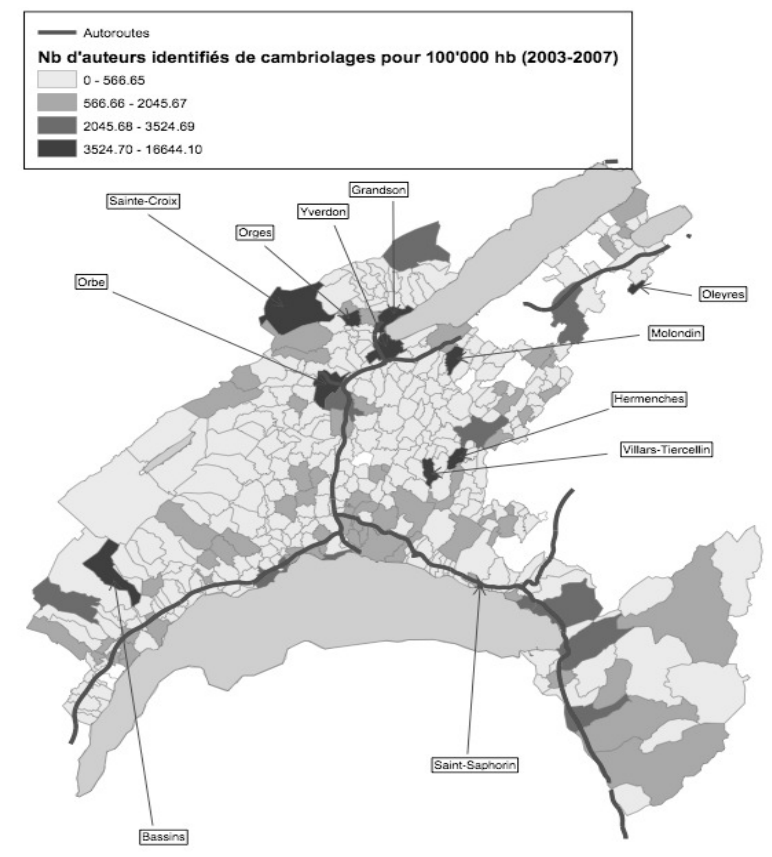 Autoroutes
Nb d'auteurs identifiés de cambriolages pour 100'000 hb (2003-2007)
0 - 566.65
566.66 - 2045.67
2045.68 - 3524.69
3524.70 - 16644.10
Grandson
Sainte-Croix
Yverdon
Orges
Orbe
Oleyres
Molondin
Hermenches
Villars-Tiercellin
Saint-Saphorin
Bassins